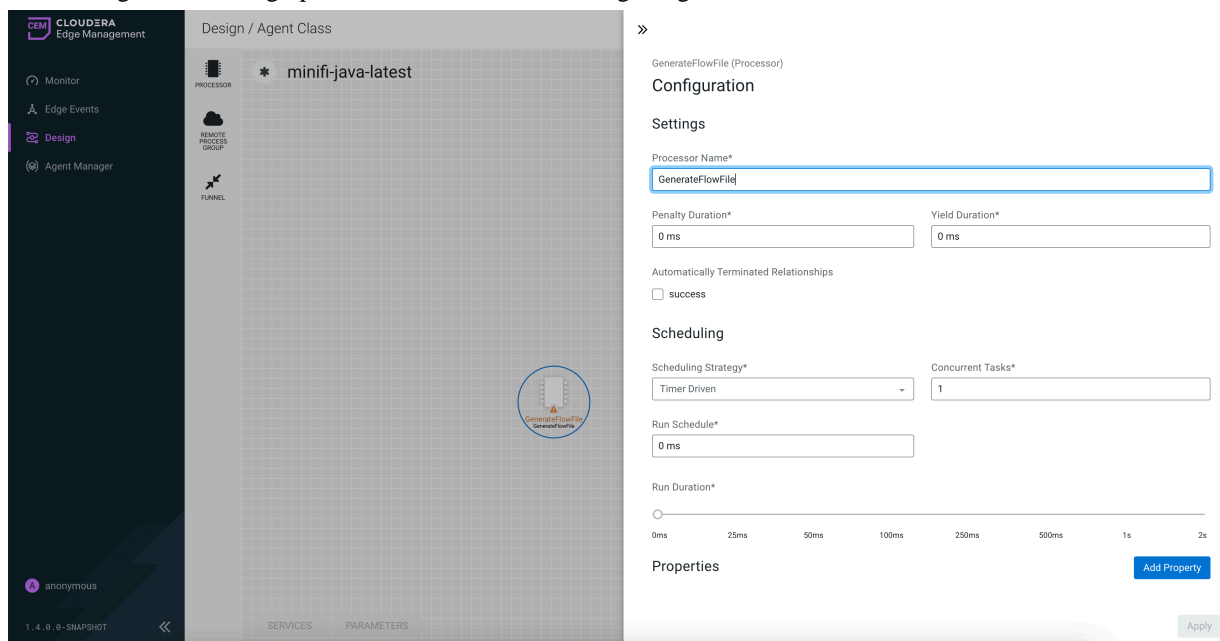 CEM CLOUDERA
Edge Management
Monitor
Edge Events
Design
Agent Manager
A anonymous
1.4.0.0-SNAPSHOT
Design / Agent Class
PROCESSOR
REMOTE
PROCESS
GROUP
FUNNEL
minifi-java-latest
GenerateFlowFile
GenerateFlowFile
SERVICES PARAMETERS
GenerateFlowFile (Processor)
Configuration
Settings
Processor Name*
GenerateFlowFile
Penalty Duration* Yield Duration*
0 ms 0 ms
Automatically Terminated Relationships
success
Scheduling
Scheduling Strategy* Concurrent Tasks*
Timer Driven 1
Run Schedule*
0 ms
Run Duration*
0ms 25ms 50ms 100ms 250ms 500ms 1s 2s
Properties Add Property
Apply